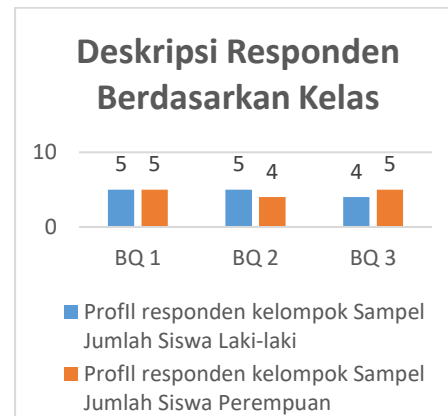 Deskripsi Responden
Berdasarkan Kelas
10
5 5 5 4 4 5
0
BQ 1 BQ 2 BQ 3
ProfIl responden kelompok Sampel
Jumlah Siswa Laki-laki
ProfIl responden kelompok Sampel
Jumlah Siswa Perempuan